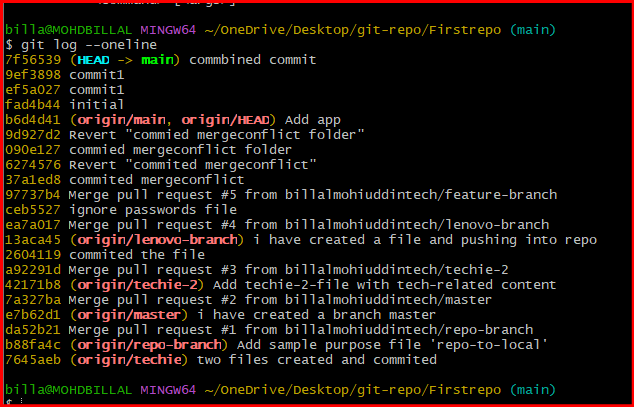 billa@MOHDBILLAL MINGW64 ~/OneDrive/Desktop/git-repo/Firstrepo (main)
$ git log --oneline
7f56539 (HEAD -> main) commbined commit
9ef3898 commit1
ef5a027 commit1
fad4b44 initial
b6d4d41 (origin/main, origin/HEAD) Add app
9d927d2 Revert "commied mergeconflict folder"
090e127 commied mergeconflict folder
6274576 Revert "commited mergeconflict"
37a1ed8 commited mergeconflict
97737b4 Merge pull request #5 from billalmohiuddintech/feature-branch
ceb5527 ignore passwords file
ea7a017 Merge pull request #4 from billalmohiuddintech/lenovo-branch
13aca45 (origin/lenovo-branch) i have created a file and pushing into repo
2604119 commited the file
a92291d Merge pull request #3 from billalmohiuddintech/techie-2
42171b8 (origin/techie-2) Add techie-2-file with tech-related content
7a327ba Merge pull request #2 from billalmohiuddintech/master
e7b62d1 (origin/master) i have created a branch master
da52b21 Merge pull request #1 from billalmohiuddintech/repo-branch
b88fa4c (origin/repo-branch) Add sample purpose file 'repo-to-local'
7645aeb (origin/techie) two files created and commited
billa@MOHDBILLAL MINGW64 ~/OneDrive/Desktop/git-repo/Firstrepo (main)
$